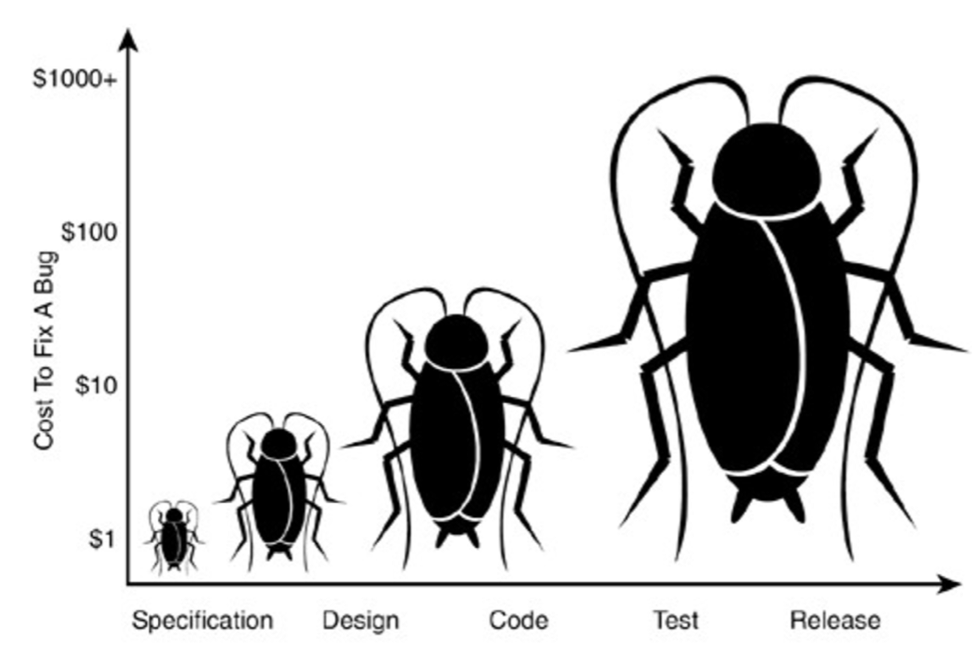 $1000+
$100
$10
$1
Cost To Fix A Bug
Specification
Design
Code
Test
Release